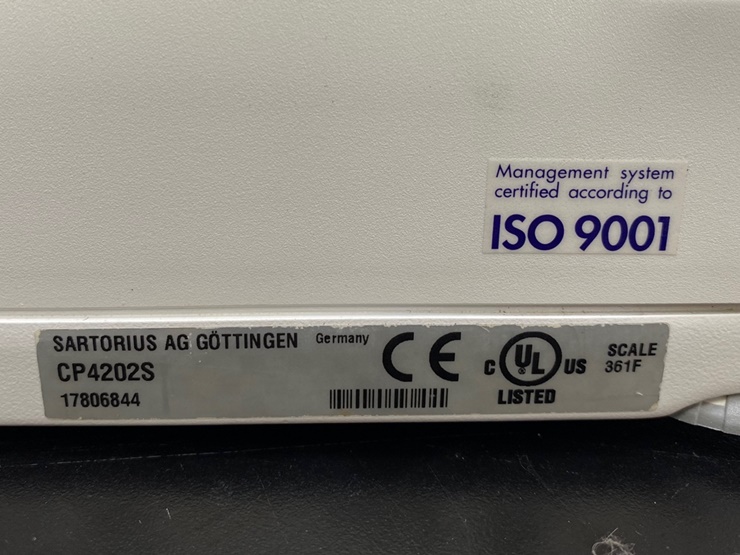 Management system
certified according to
ISO 9001
SARTORIUS AG GÖTTINGEN Germany
CP4202S
17806844
CE
C UL US
LISTED
SCALE
361F